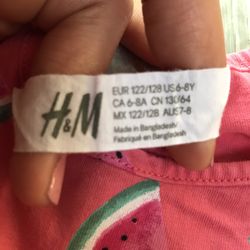 H&M
EUR 122/128 US 6-8Y
CA 6-8A CN 130/64
MX 122/128 AUS 7-8
Made in Bangladesh/
Fabriqué en Bangladesh